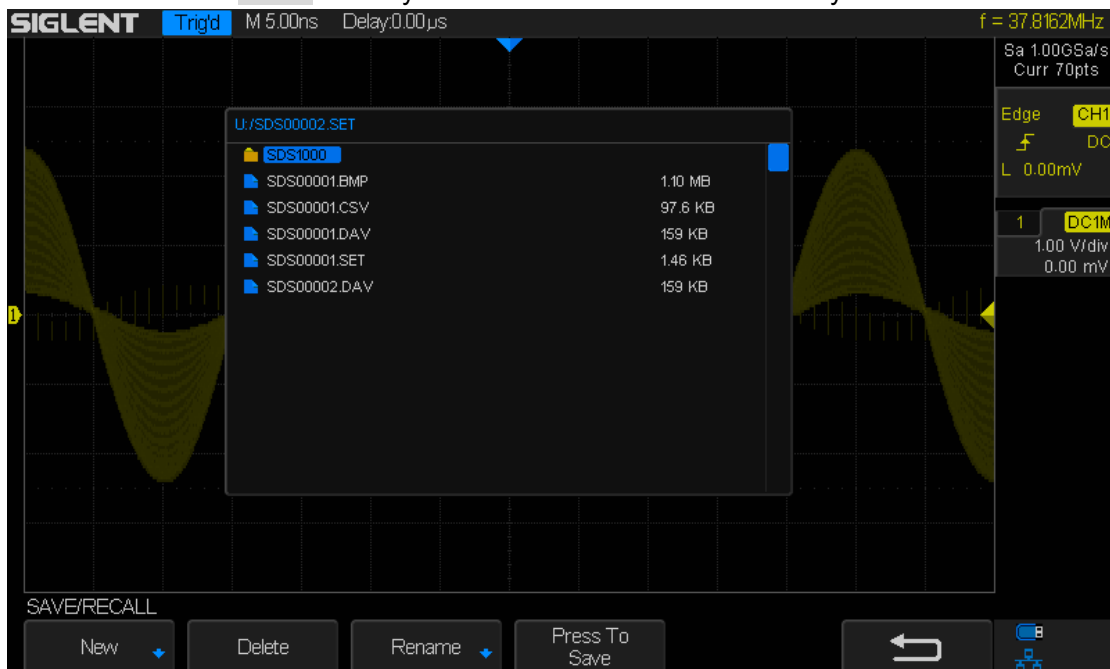 SIGLENT Trig'd M 5.00ns Delay:0.00µs f = 37.8162MHz
Sa 1.00GSa/s
Curr 70pts
Edge CH1
DC
L 0.00mV
1 DC1M
1.00 V/div
0.00 mV
U:/SDS00002.SET
SDS1000
SDS00001.BMP 1.10 MB
SDS00001.CSV 97.6 KB
SDS00001.DAV 159 KB
SDS00001.SET 1.46 KB
SDS00002.DAV 159 KB
1
SAVE/RECALL
New Delete Rename Press To
Save